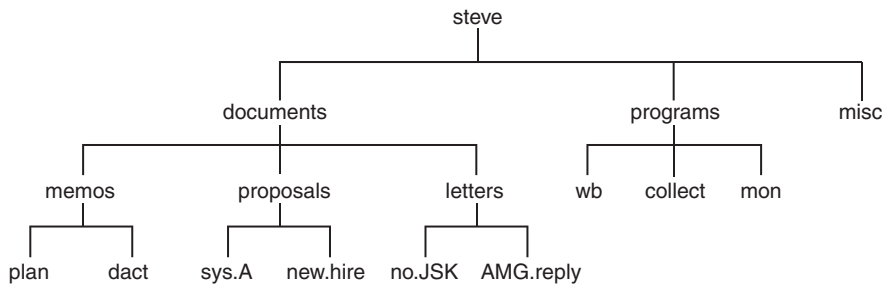 steve
documents programs misc
memos proposals letters wb collect mon
plan dact sys.A new.hire no.JSK AMG.reply